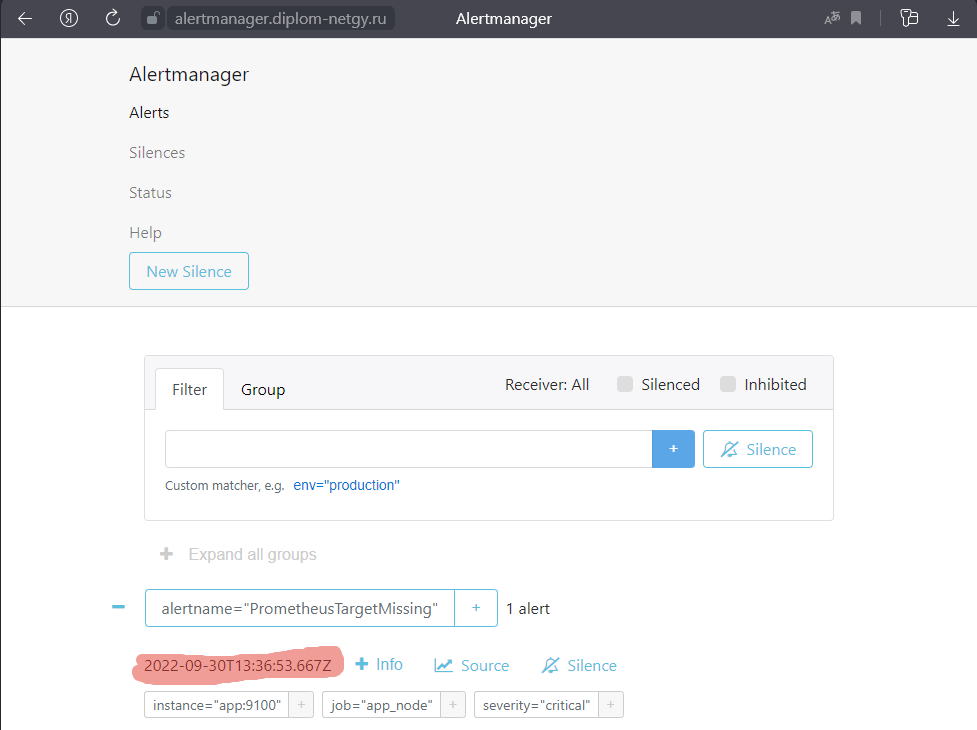 alertmanager.diplom-netgy.ru Alertmanager
Alertmanager
Alerts
Silences
Status
Help
New Silence
Filter Group Receiver: All Silenced Inhibited
+ Silence
Custom matcher, e.g. env="production"
+ Expand all groups
alertname="PrometheusTargetMissing" + 1 alert
2022-09-30T13:36:53.667Z + Info Source Silence
instance="app:9100" + job="app_node" + severity="critical" +